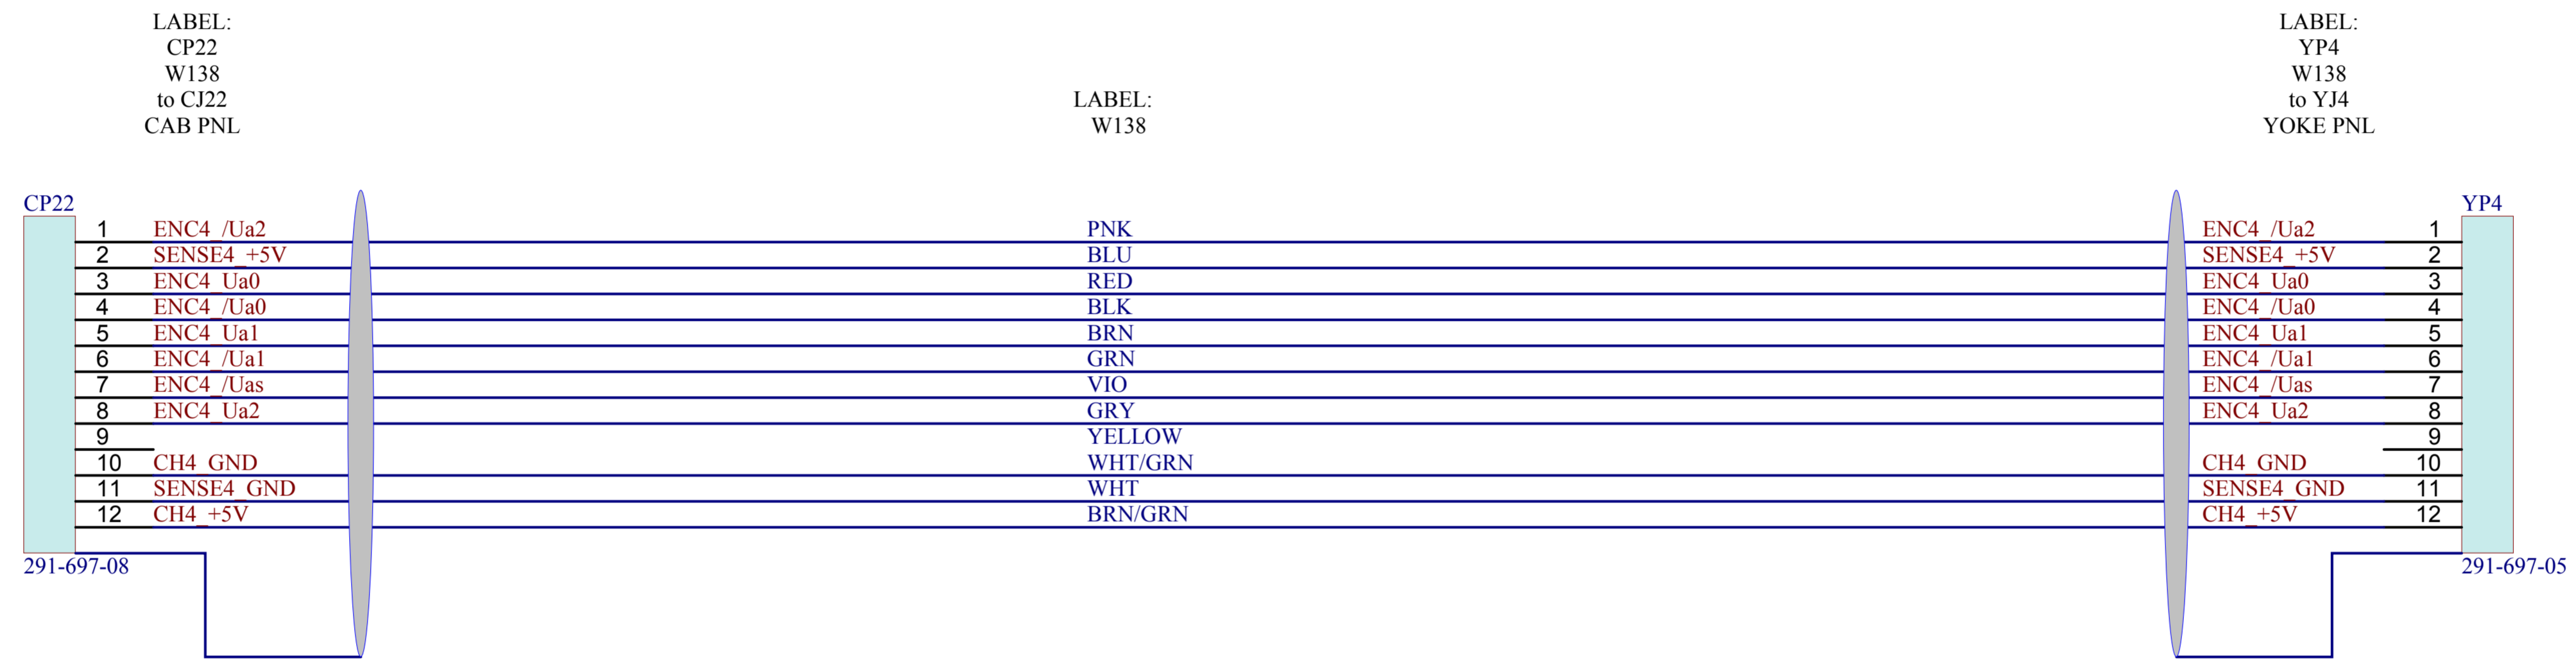 LABEL:
CP22
W138
to CJ22
CAB PNL
LABEL:
W138
LABEL:
YP4
W138
to YJ4
YOKE PNL
CP22
YP4
1 ENC4_/Ua2 PNK ENC4_/Ua2 1
2 SENSE4_+5V BLU SENSE4_+5V 2
3 ENC4_Ua0 RED ENC4_Ua0 3
4 ENC4_/Ua0 BLK ENC4_/Ua0 4
5 ENC4_Ua1 BRN ENC4_Ua1 5
6 ENC4_/Ua1 GRN ENC4_/Ua1 6
7 ENC4_/Uas VIO ENC4_/Uas 7
8 ENC4_Ua2 GRY ENC4_Ua2 8
9 YELLOW 9
10 CH4_GND WHT/GRN CH4_GND 10
11 SENSE4_GND WHT SENSE4_GND 11
12 CH4_+5V BRN/GRN CH4_+5V 12
291-697-08
291-697-05